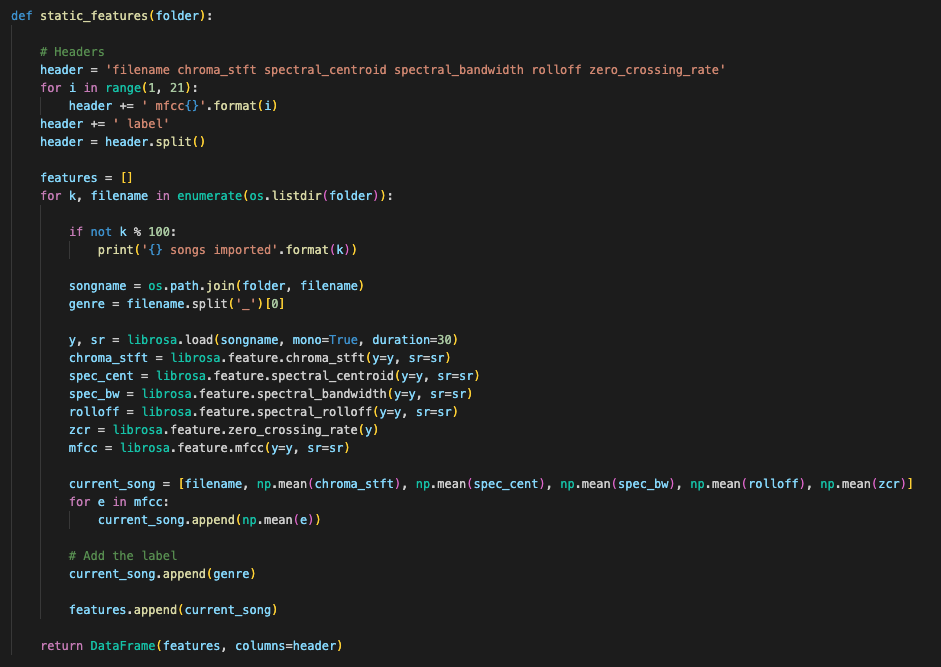 def static_features(folder):
# Headers
header = 'filename chroma_stft spectral_centroid spectral_bandwidth rolloff zero_crossing_rate'
for i in range(1, 21):
header += ' mfcc{}'.format(i)
header += ' label'
header = header.split()
features = []
for k, filename in enumerate(os.listdir(folder)):
if not k % 100:
print('{} songs imported'.format(k))
songname = os.path.join(folder, filename)
genre = filename.split('_')[0]
y, sr = librosa.load(songname, mono=True, duration=30)
chroma_stft = librosa.feature.chroma_stft(y=y, sr=sr)
spec_cent = librosa.feature.spectral_centroid(y=y, sr=sr)
spec_bw = librosa.feature.spectral_bandwidth(y=y, sr=sr)
rolloff = librosa.feature.spectral_rolloff(y=y, sr=sr)
zcr = librosa.feature.zero_crossing_rate(y)
mfcc = librosa.feature.mfcc(y=y, sr=sr)
current_song = [filename, np.mean(chroma_stft), np.mean(spec_cent), np.mean(spec_bw), np.mean(rolloff), np.mean(zcr)]
for e in mfcc:
current_song.append(np.mean(e))
# Add the label
current_song.append(genre)
features.append(current_song)
return DataFrame(features, columns=header)